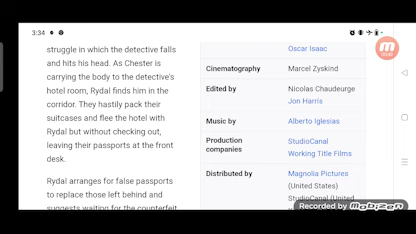 3:34
struggle in which the detective falls
and hits his head. As Chester is
carrying the body to the detective's
hotel room, Rydal finds him in the
corridor. They hastily pack their
suitcases and flee the hotel with
Rydal but without checking out,
leaving their passports at the front
desk.
Rydal arranges for false passports
to replace those left behind and
suggests waiting for the counterfeit
Oscar Isaac
Cinematography Marcel Zyskind
Edited by Nicolas Chaudeurge
Jon Harris
Music by Alberto Iglesias
Production StudioCanal
companies Working Title Films
Distributed by Magnolia Pictures
(United States)
StudioCanal (United
Recorded by mobizen